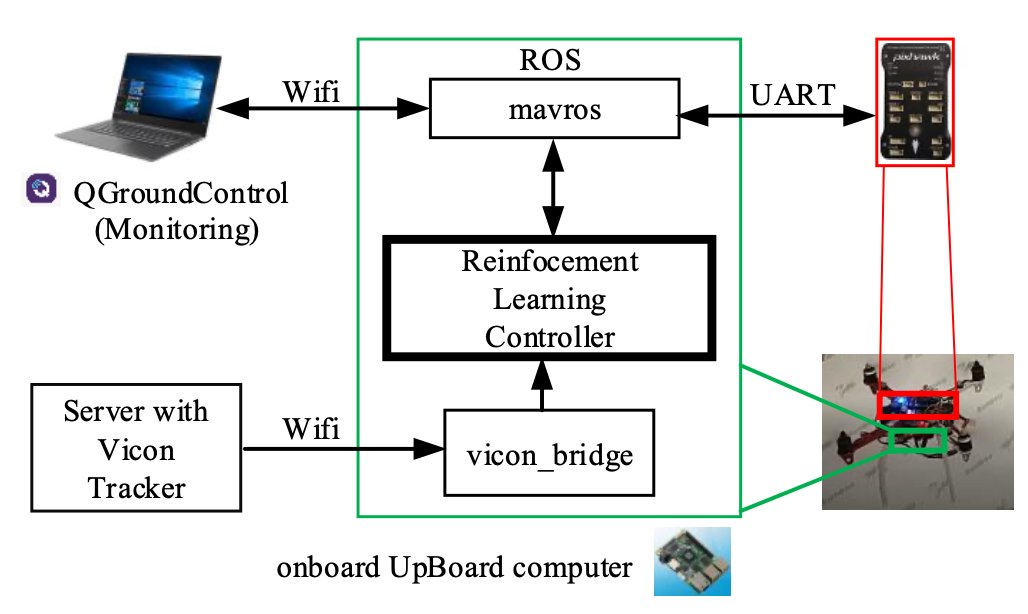 ROS
Wifi
mavros
UART
pixhawk
QGroundControl
(Monitoring)
Reinfocement
Learning
Controller
Server with
Vicon
Tracker
Wifi
vicon_bridge
onboard UpBoard computer